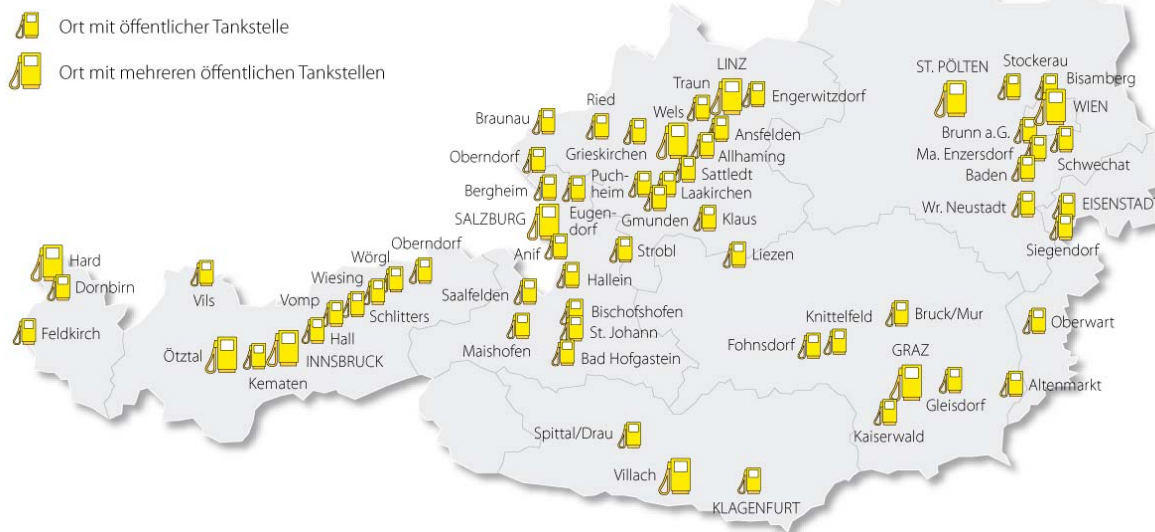 Ort mit öffentlicher Tankstelle
Ort mit mehreren öffentlichen Tankstellen
LINZ
Traun
Engerwitzdorf
Ried
Wels
Braunau
Ansfelden
Grieskirchen
Allhaming
Oberndorf
Sattledt
Puch-
heim
Laakirchen
Bergheim
SALZBURG
Eugen-
dorf
Gmunden
Klaus
Anif
Strobl
Liezen
Hallein
ST. PÖLTEN
Stockerau
Bisamberg
WIEN
Brunn a.G.
Ma. Enzersdorf
Schwechat
Baden
Wr. Neustadt
EISENSTADT
Siegendorf
Hard
Dornbirn
Feldkirch
Vils
Oberndorf
Wörgl
Wiesing
Vomp
Schlitters
Hall
Ötztal
INNSBRUCK
Kematen
Saalfelden
Bischofshofen
Maishofen
St. Johann
Bad Hofgastein
Knittelfeld
Bruck/Mur
Fohnsdorf
Oberwart
GRAZ
Gleisdorf
Altenmarkt
Kaiserwald
Spittal/Drau
Villach
KLAGENFURT